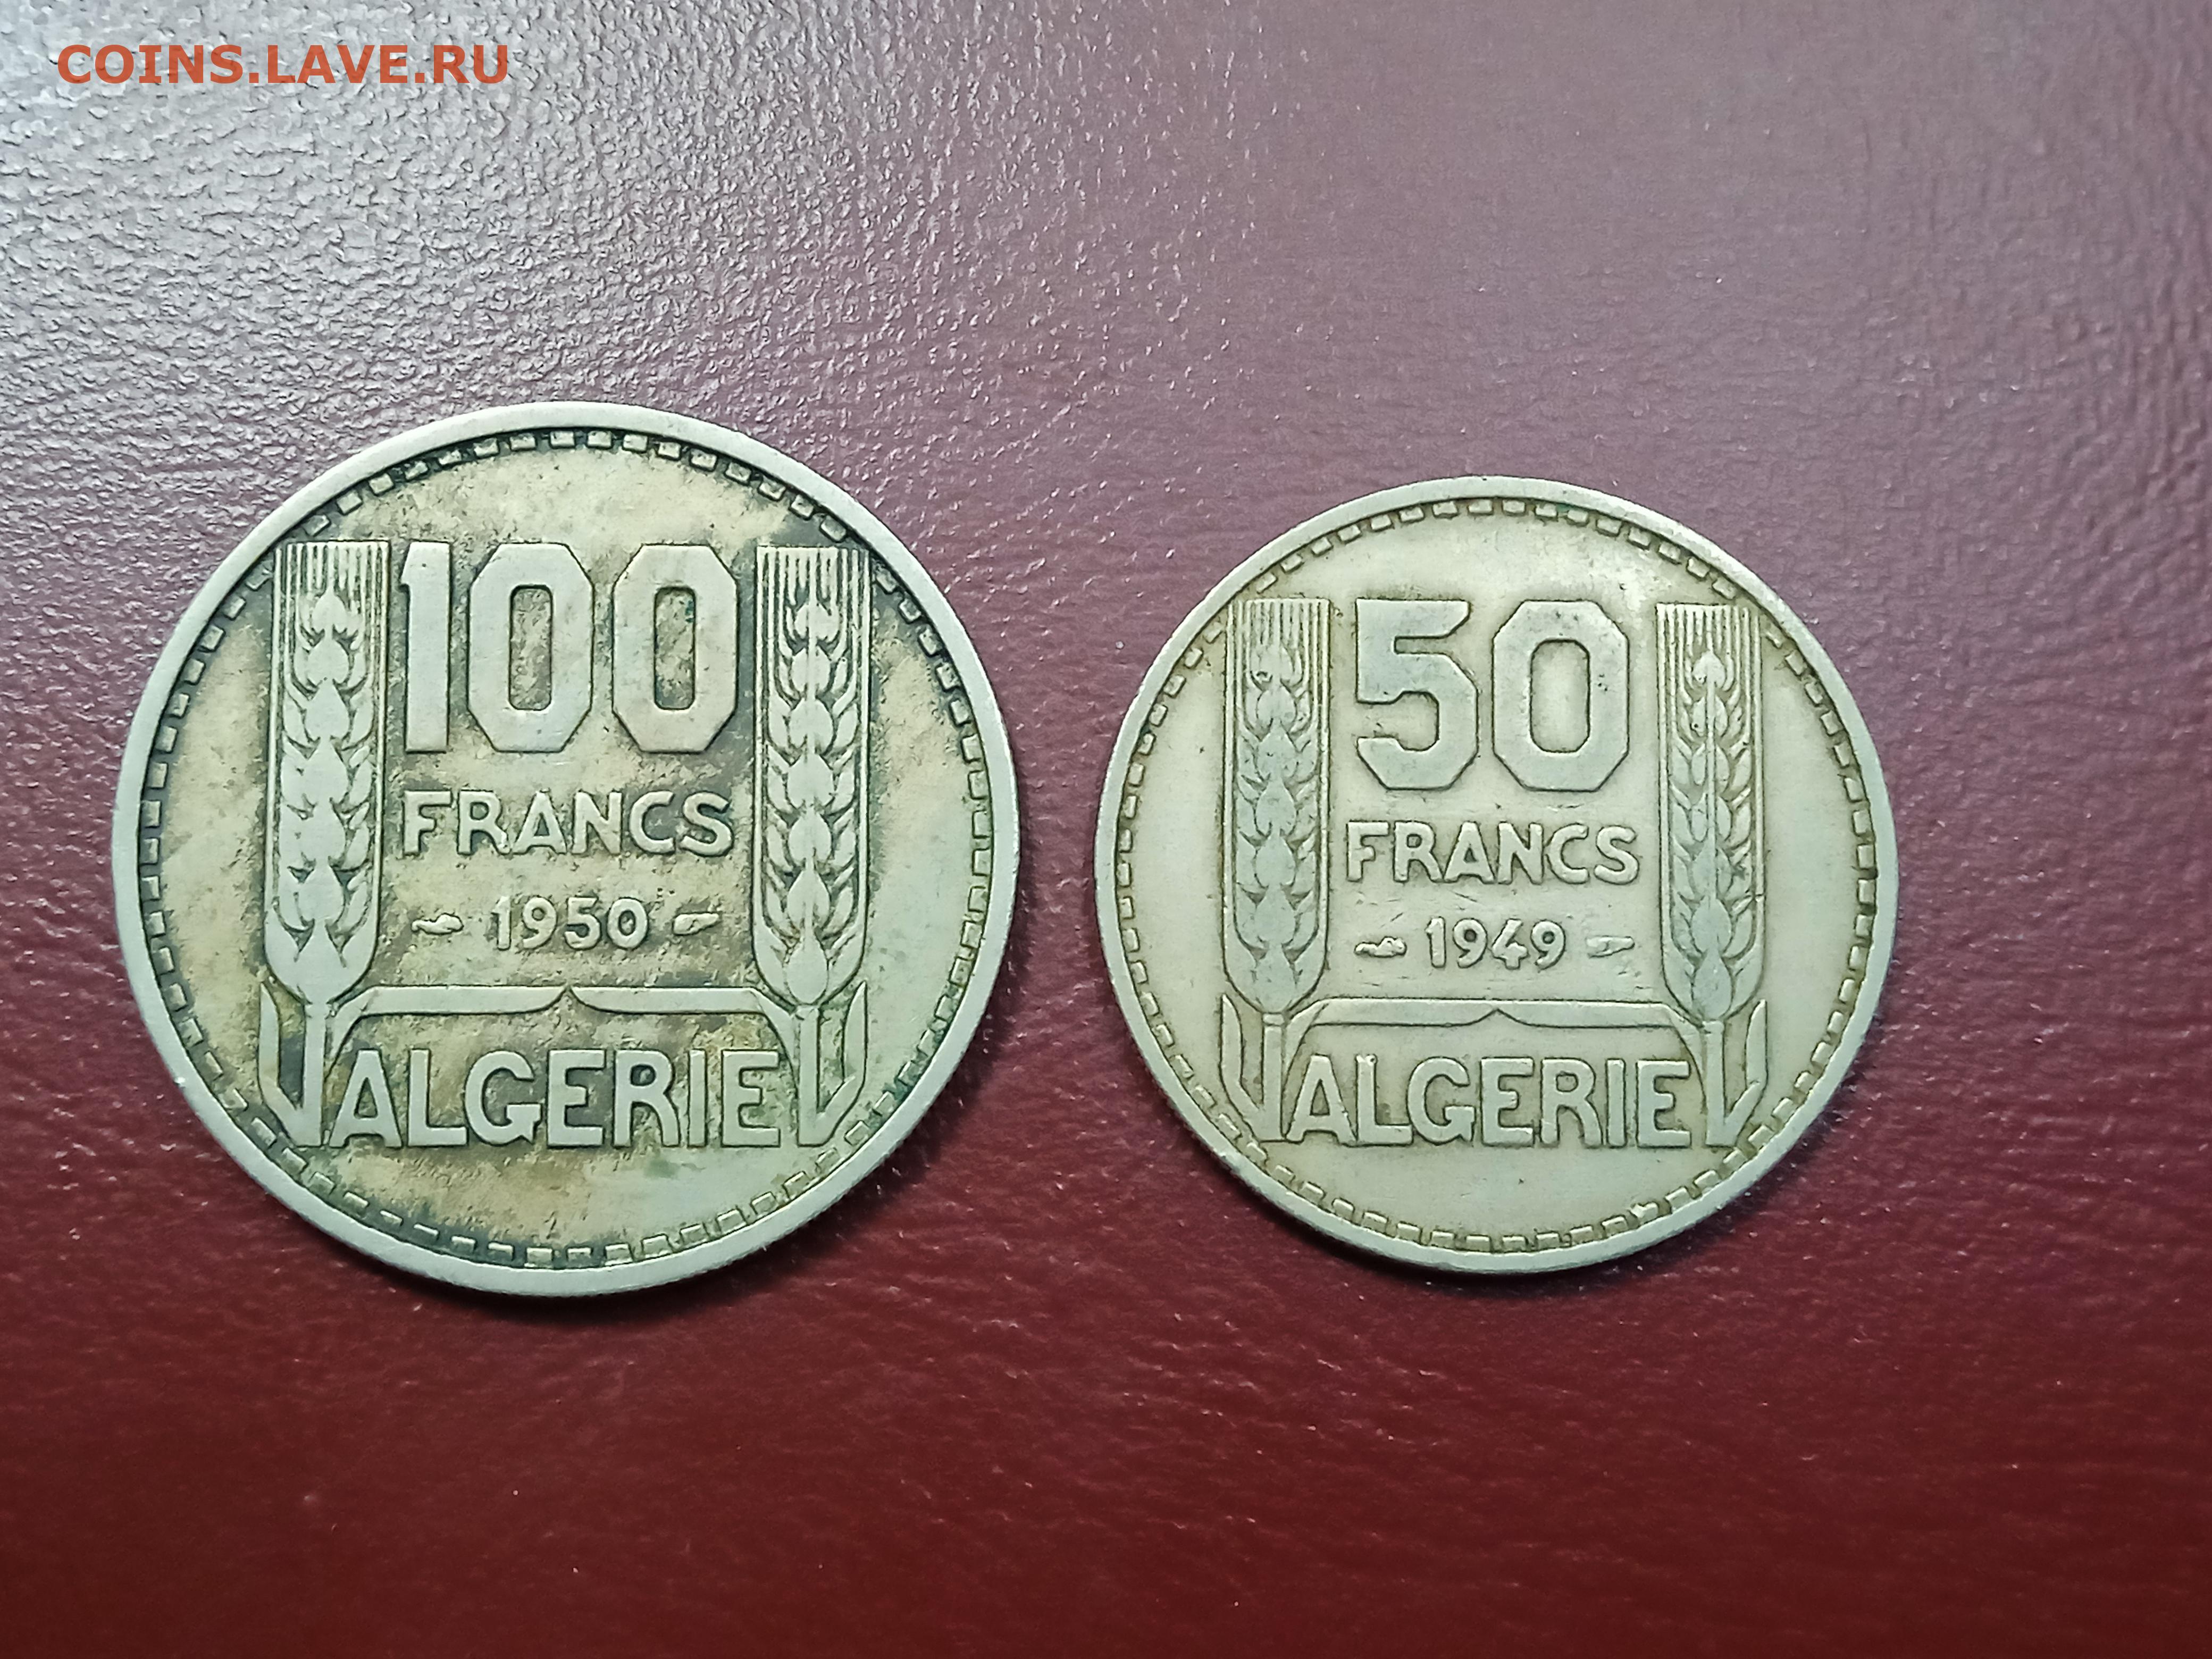 COINS.LAVE.RU
100
FRANCS
1950
ALGERIE
50
FRANCS
1949
ALGERIE